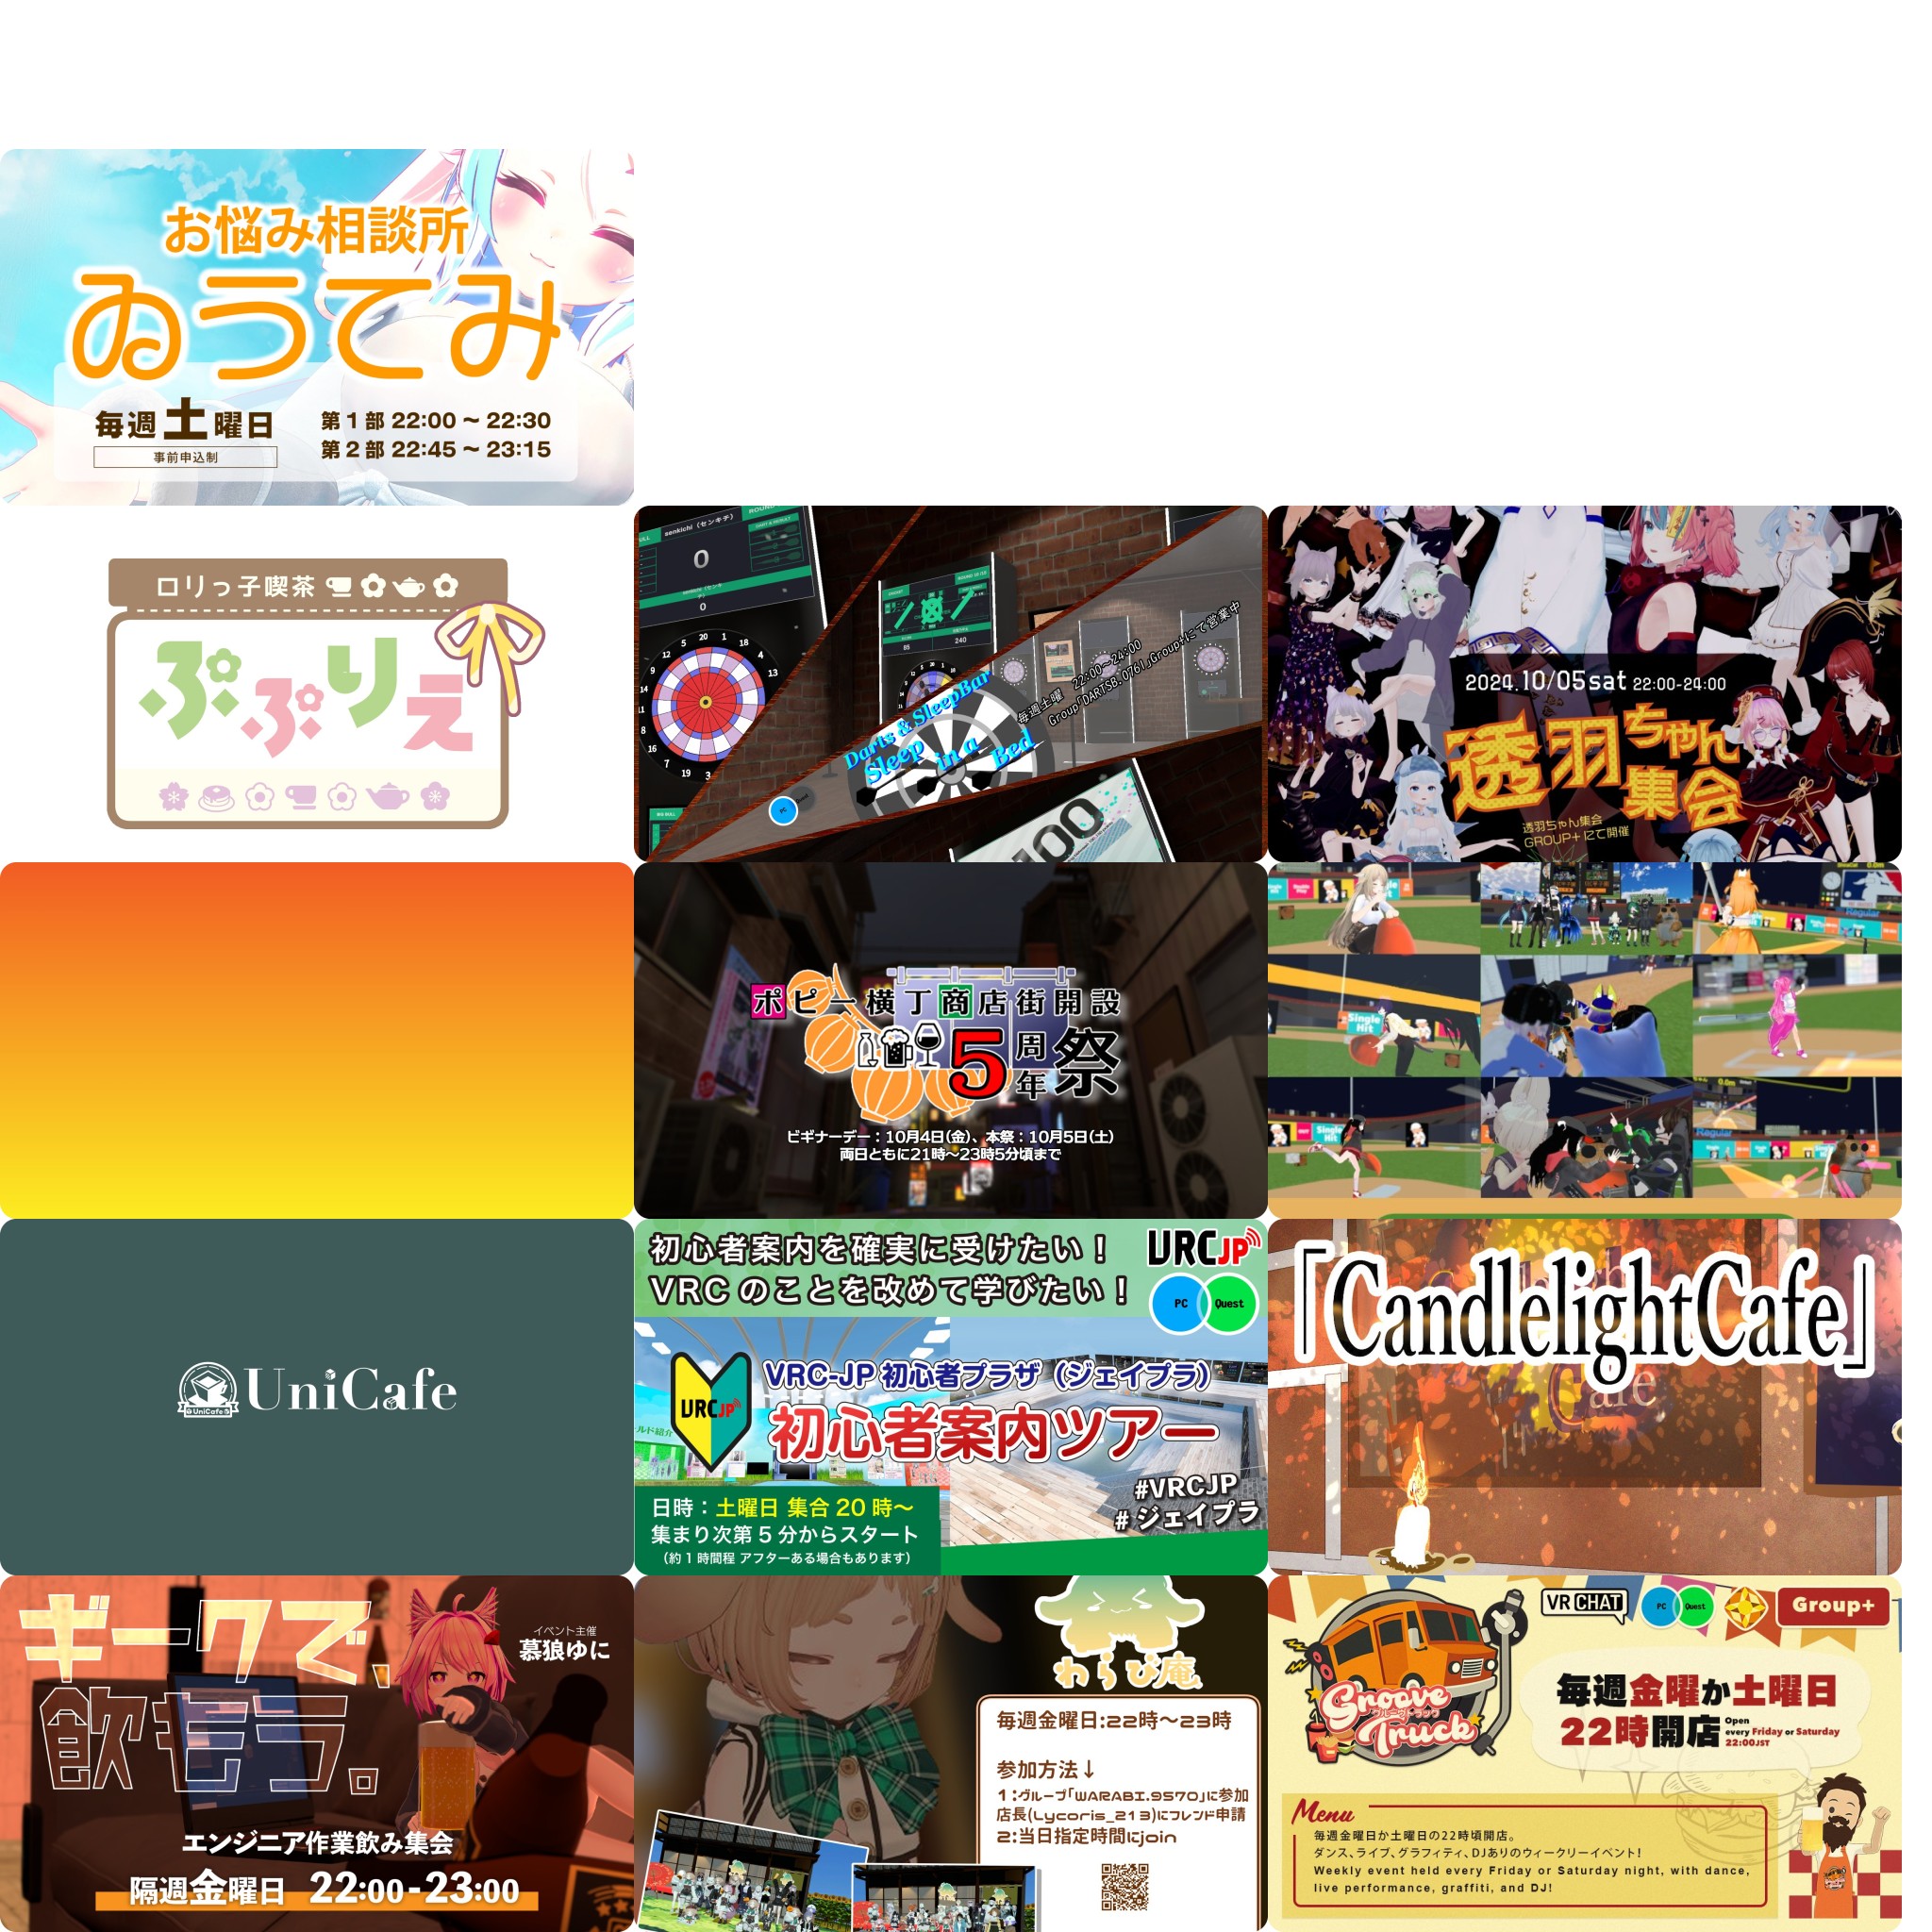 お悩み相談所
ゐうてみ
毎週土曜日
事前申込制
第1部 22:00 ~ 22:30
第2部 22:45 ~ 23:15
ロリっ子喫茶
ぷぷりえ
senkichi (センキチ)
0
0
85
240
Darts & SleepBar
Sleep in a Bed
毎週土曜 22:00~24:00
Group「DARTSB.0761」Group+にて営業中
100
2024.10/05sat 22:00-24:00
透羽ちゃん
集会
透羽ちゃん集会
GROUP+にて開催
ポピー横丁商店街開設
5周年祭
ビギナーデー：10月4日(金)、本祭：10月5日(土)
両日ともに21時〜23時5分頃まで
Single Hit
Single Hit
Regular
Regular
UniCafe
UniCafe
初心者案内を確実に受けたい！
VRCのことを改めて学びたい！
VRCJP
PC Quest
VRC-JP 初心者プラザ（ジェイプラ）
初心者案内ツアー
VRCJP
#VRCJP
#ジェイプラ
日時：土曜日 集合20時〜
集まり次第5分からスタート
（約1時間程 アフターある場合もあります）
「CandlelightCafe」
Cafe
ギークで、
飲もう。
イベント主催
慕狼ゆに
エンジニア作業飲み集会
隔週金曜日 22:00-23:00
わらび庵
毎週金曜日:22時〜23時
参加方法↓
1:グループ「WARABI.9570」に参加
店長(Lycoris_213)にフレンド申請
2:当日指定時間にjoin
VRCHAT
PC Quest
Group+
Groove
グルーヴトラック
Truck
毎週金曜か土曜日
22時開店
Open
every Friday or Saturday
22:00JST
Menu
毎週金曜日か土曜日の22時頃開店。
ダンス、ライブ、グラフィティ、DJありのウィークリーイベント！
Weekly event held every Friday or Saturday night, with dance,
live performance, graffiti, and DJ!